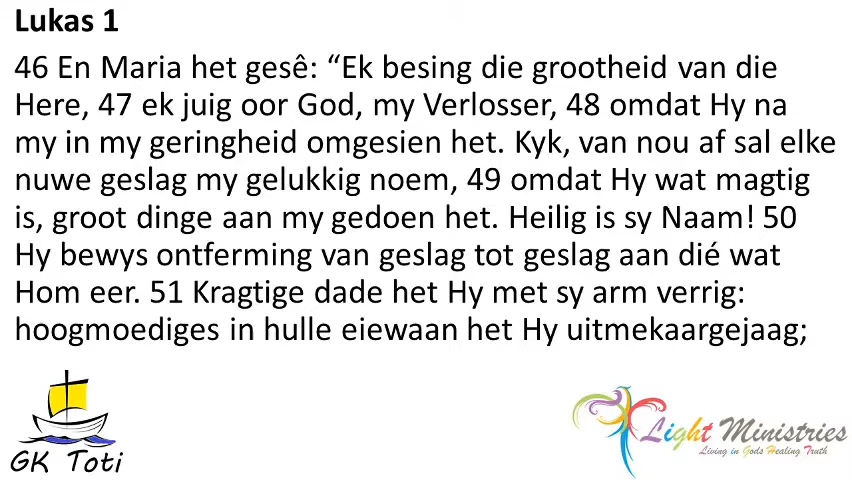 Lukas 1
46 En Maria het gesê: “Ek besing die grootheid van die
Here, 47 ek juig oor God, my Verlosser, 48 omdat Hy na
my in my geringheid omgesien het. Kyk, van nou af sal elke
nuwe geslag my gelukkig noem, 49 omdat Hy wat magtig
is, groot dinge aan my gedoen het. Heilig is sy Naam! 50
Hy bewys ontferming van geslag tot geslag aan dié wat
Hom eer. 51 Kragtige dade het Hy met sy arm verrig:
hoogmoediges in hulle eiewaan het Hy uitmekaargejaag;
GK Toti
Light Ministries
Living in Gods Healing Truth